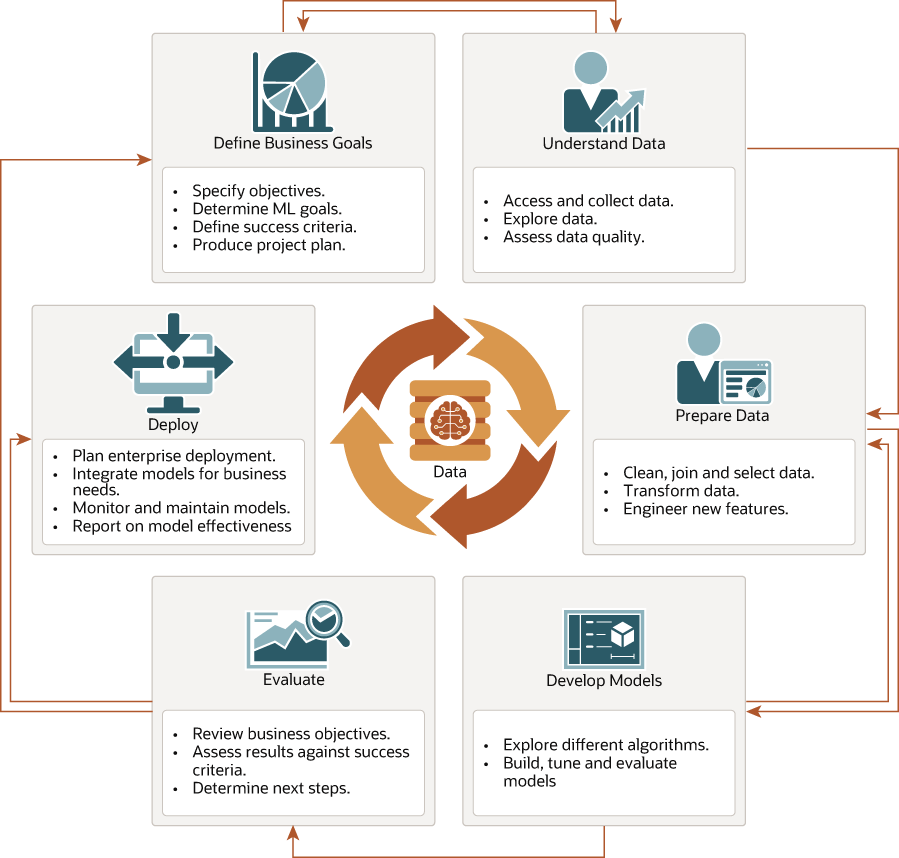 Define Business Goals
• Specify objectives.
• Determine ML goals.
• Define success criteria.
• Produce project plan.
Understand Data
• Access and collect data.
• Explore data.
• Assess data quality.
Deploy
• Plan enterprise deployment.
• Integrate models for business
needs.
• Monitor and maintain models.
• Report on model effectiveness
Data
Prepare Data
• Clean, join and select data.
• Transform data.
• Engineer new features.
Evaluate
• Review business objectives.
• Assess results against success
criteria.
• Determine next steps.
Develop Models
• Explore different algorithms.
• Build, tune and evaluate
models